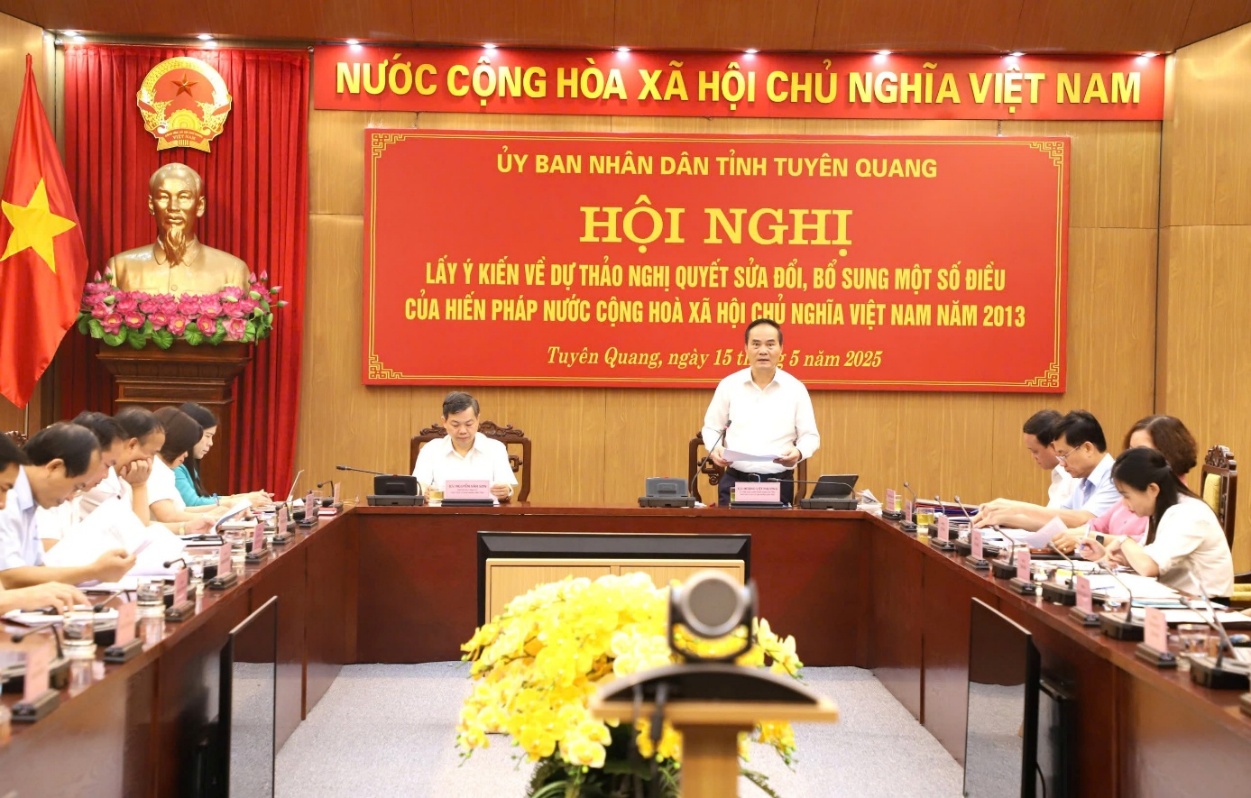 NƯỚC CỘNG HÒA XÃ HỘI CHỦ NGHĨA VIỆT NAM
ỦY BAN NHÂN DÂN TỈNH TUYÊN QUANG
HỘI NGHỊ
LẤY Ý KIẾN VỀ DỰ THẢO NGHỊ QUYẾT SỬA ĐỔI, BỔ SUNG MỘT SỐ ĐIỀU
CỦA HIẾN PHÁP NƯỚC CỘNG HOÀ XÃ HỘI CHỦ NGHĨA VIỆT NAM NĂM 2013
Tuyên Quang, ngày 15 5 năm 2025
VIỆT NAM